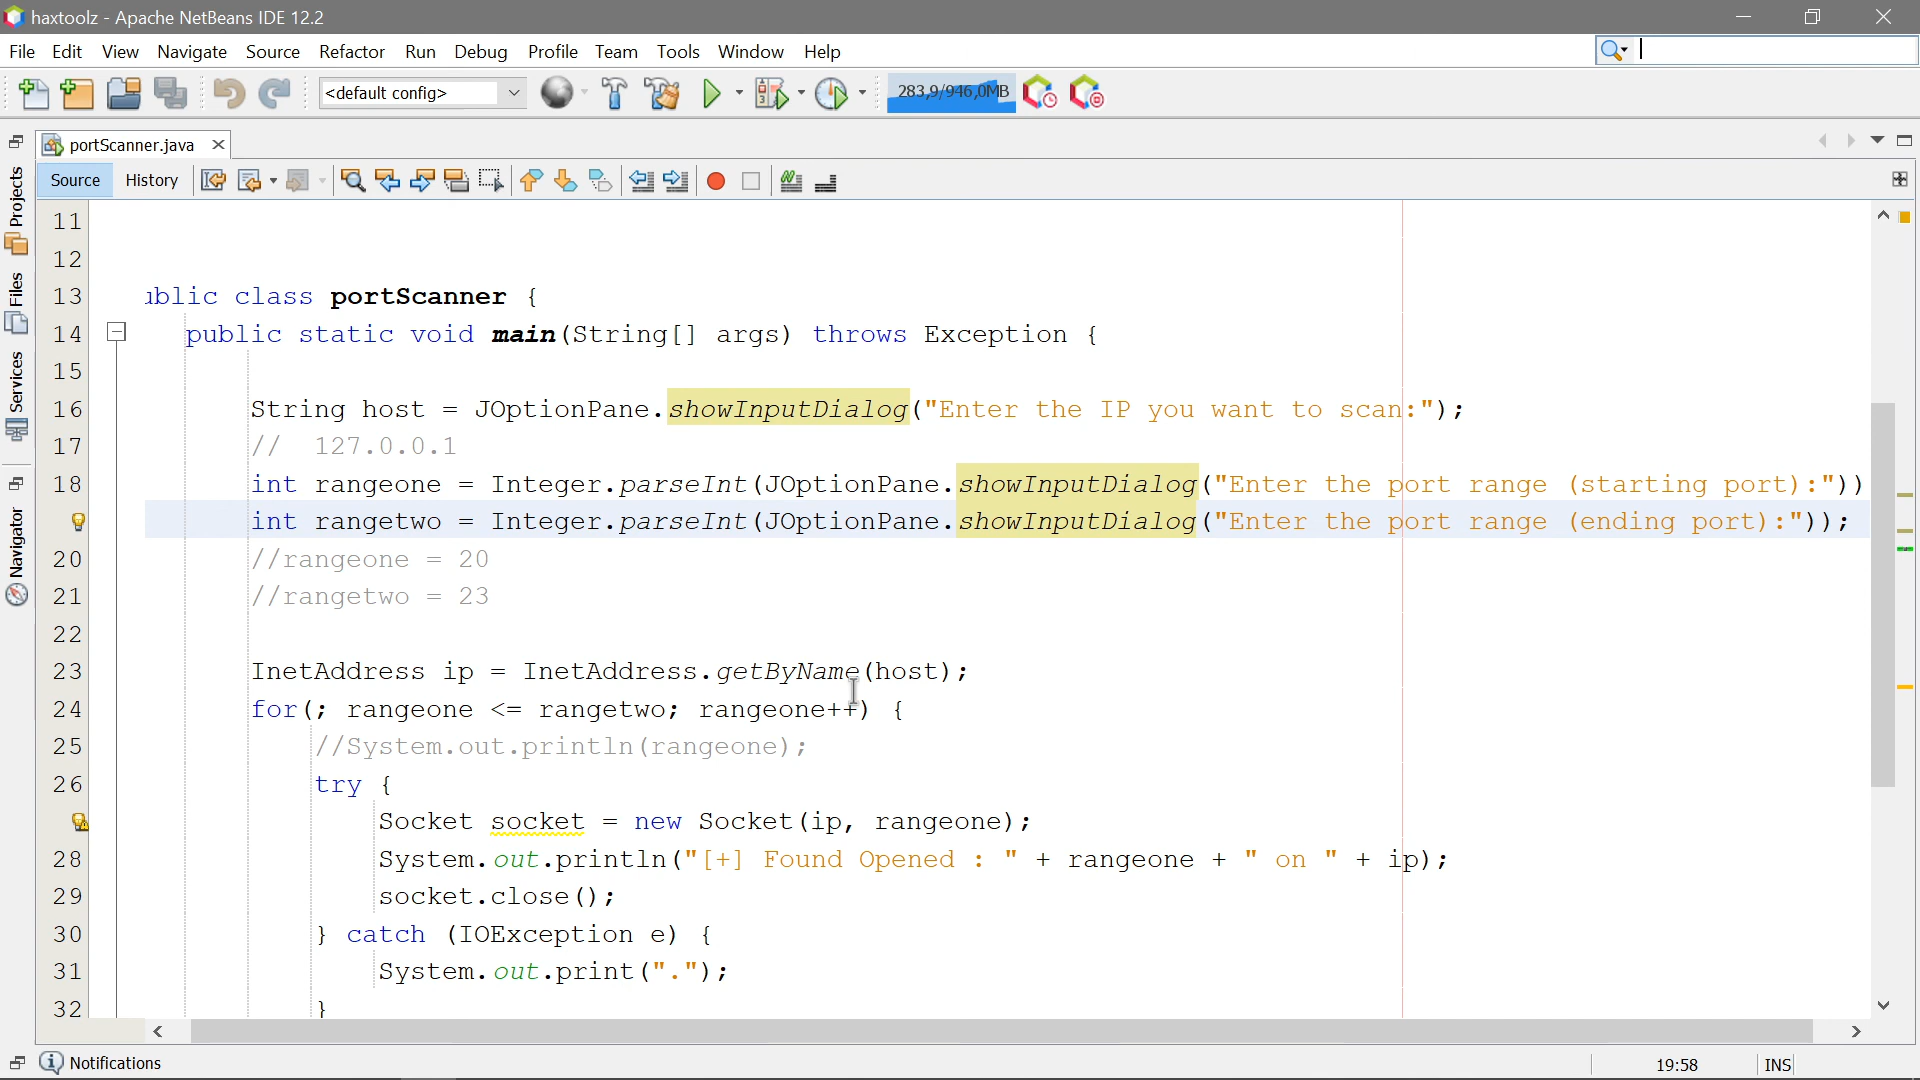 haxtoolz - Apache NetBeans IDE 12.2
File Edit View Navigate Source Refactor Run Debug Profile Team Tools Window Help
<default config>
283,9/946,0MB
portScanner.java
Source History
Projects
Files
Services
Navigator
11
12
13 ublic class portScanner {
14 public static void main(String[] args) throws Exception {
15
16 String host = JOptionPane.showInputDialog("Enter the IP you want to scan:");
17 // 127.0.0.1
18 int rangeone = Integer.parseInt(JOptionPane.showInputDialog("Enter the port range (starting port):"))
int rangetwo = Integer.parseInt(JOptionPane.showInputDialog("Enter the port range (ending port):"));
20 //rangeone = 20
21 //rangetwo = 23
22
23 InetAddress ip = InetAddress.getByName(host);
24 for(; rangeone <= rangetwo; rangeone++) {
25 //System.out.println(rangeone);
26 try {
Socket socket = new Socket(ip, rangeone);
28 System.out.println("[+] Found Opened : " + rangeone + " on " + ip);
29 socket.close();
30 } catch (IOException e) {
31 System.out.print(".");
32 }
Notifications
19:58 INS